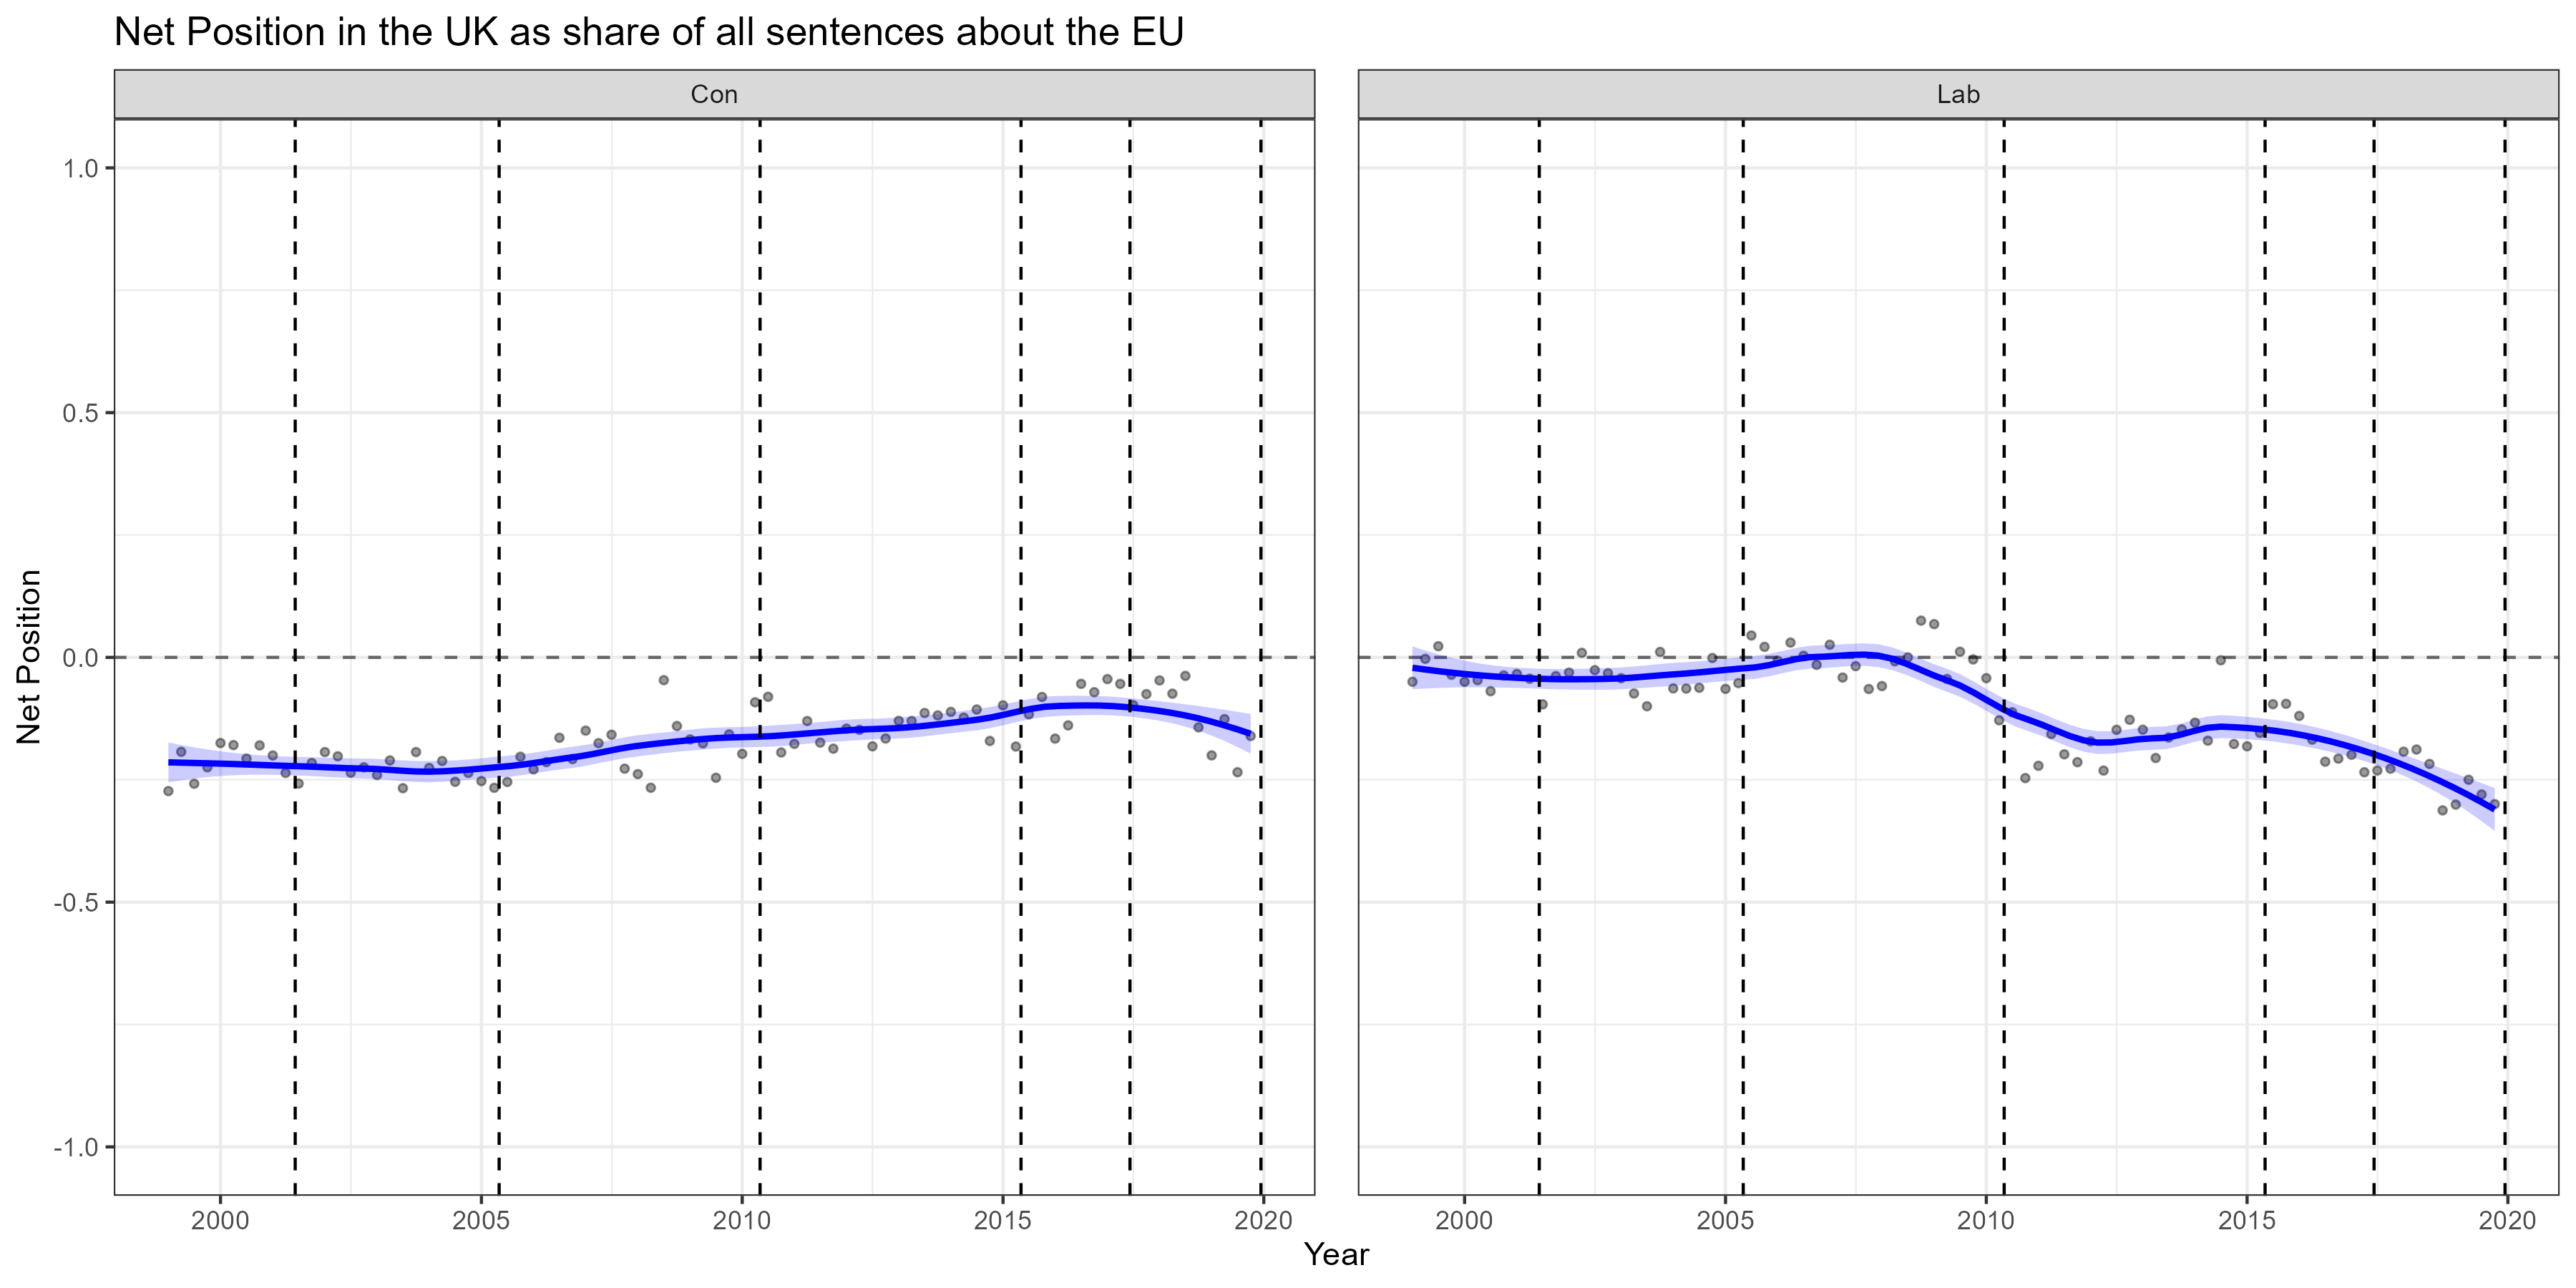 Net Position in the UK as share of all sentences about the EU
Con
Lab
1.0
0.5
0.0
-0.5
-1.0
Net Position
2000 2005 2010 2015 2020
2000 2005 2010 2015 2020
Year